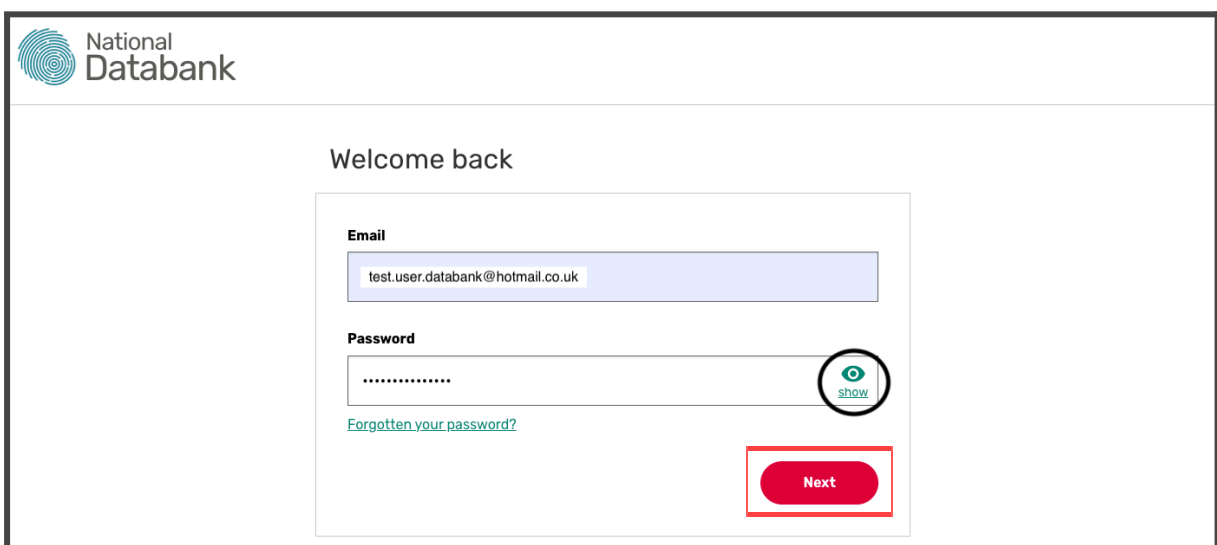 National
Databank
Welcome back
Email
test.user.databank@hotmail.co.uk
Password
•••••••••••••••
show
Forgotten your password?
Next